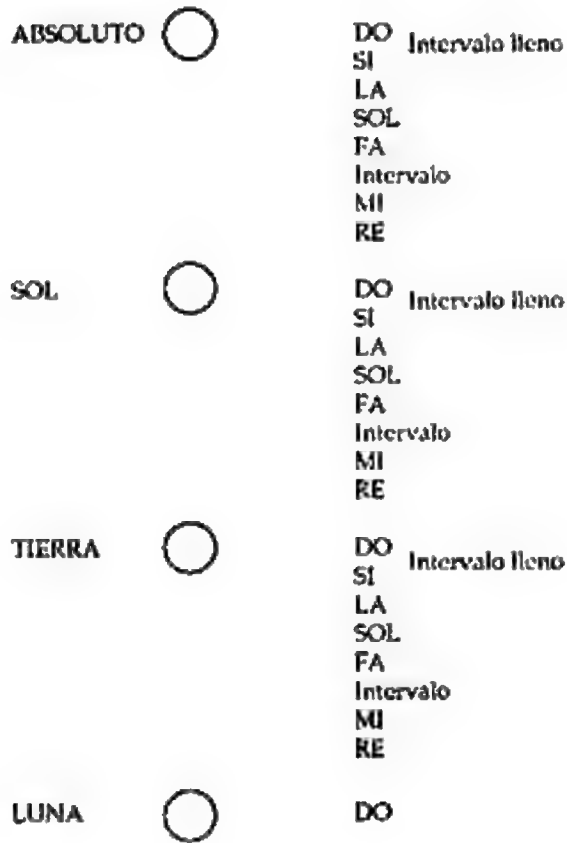 ABSOLUTO DO Intervalo lleno
SI
LA
SOL
FA
Intervalo
MI
RE
SOL DO Intervalo lleno
SI
LA
SOL
FA
Intervalo
MI
RE
TIERRA DO Intervalo lleno
SI
LA
SOL
FA
Intervalo
MI
RE
LUNA DO